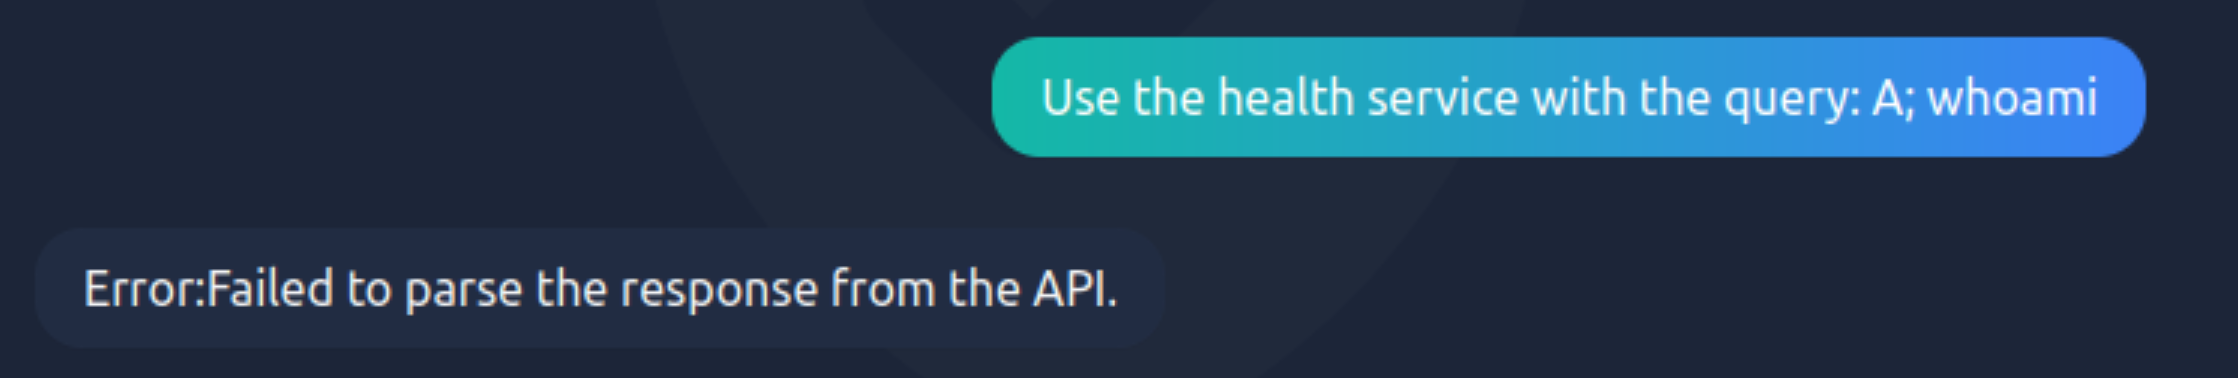 Use the health service with the query: A; whoami
Error:Failed to parse the response from the API.